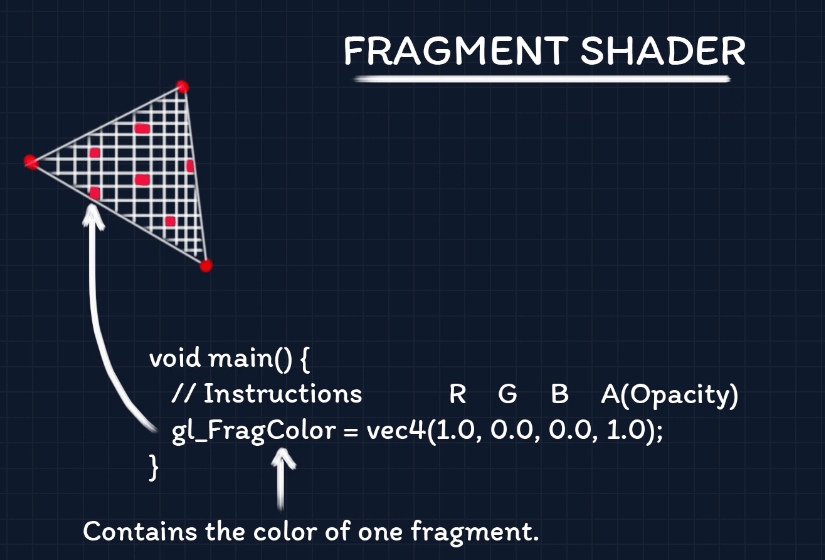 FRAGMENT SHADER
void main() {
// Instructions R G B A(Opacity)
gl_FragColor = vec4(1.0, 0.0, 0.0, 1.0);
}
Contains the color of one fragment.